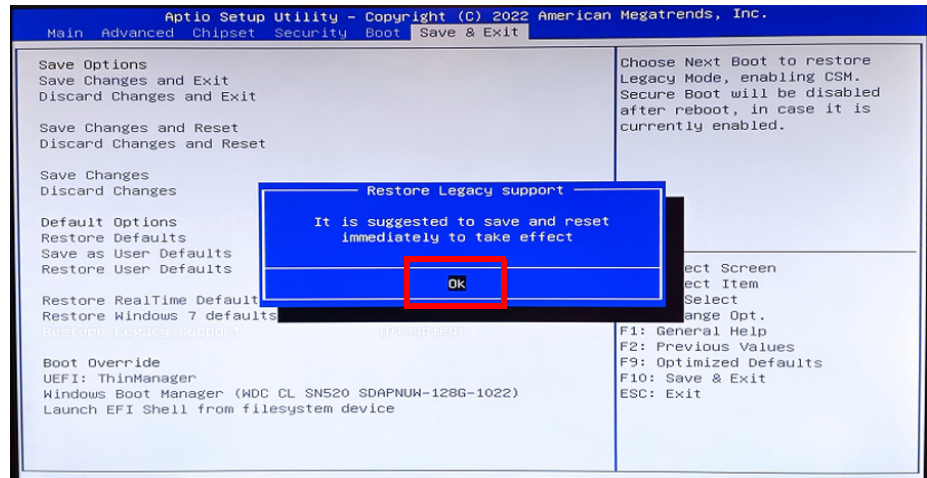 Aptio Setup Utility – Copyright (C) 2022 American Megatrends, Inc.
Main Advanced Chipset Security Boot Save & Exit
Save Options
Save Changes and Exit
Discard Changes and Exit
Save Changes and Reset
Discard Changes and Reset
Save Changes
Discard Changes
Default Options
Restore Defaults
Save as User Defaults
Restore User Defaults
Restore RealTime Default
Restore Windows 7 defaults
Restore Legacy Support [Disabled]
Boot Override
UEFI: ThinManager
Windows Boot Manager (WDC CL SN520 SDAPNUW-128G-1022)
Launch EFI Shell from filesystem device
Restore Legacy support
It is suggested to save and reset
immediately to take effect
Ok
Choose Next Boot to restore
Legacy Mode, enabling CSM.
Secure Boot will be disabled
after reboot, in case it is
currently enabled.
ect Screen
ect Item
Select
ange Opt.
F1: General Help
F2: Previous Values
F9: Optimized Defaults
F10: Save & Exit
ESC: Exit